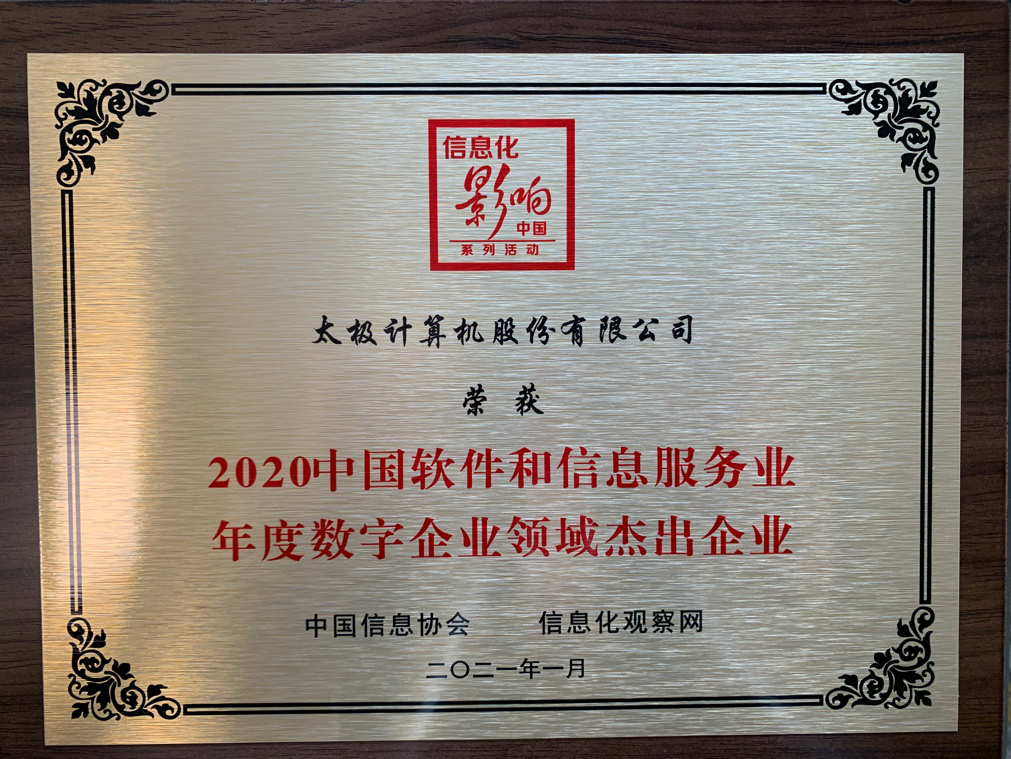 信息化
影响
中国
系列活动
太极计算机股份有限公司
荣获
2020中国软件和信息服务业
年度数字企业领域杰出企业
中国信息协会 信息化观察网
二〇二一年一月